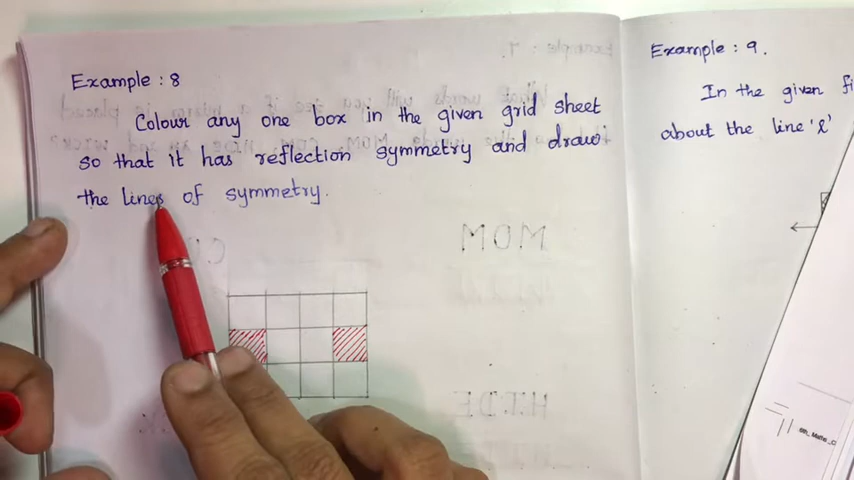 Example : 8
Colour any one box in the given grid sheet
so that it has reflection symmetry and draw
the lines of symmetry.
Example : 9.
In the given fi
about the line 'l'